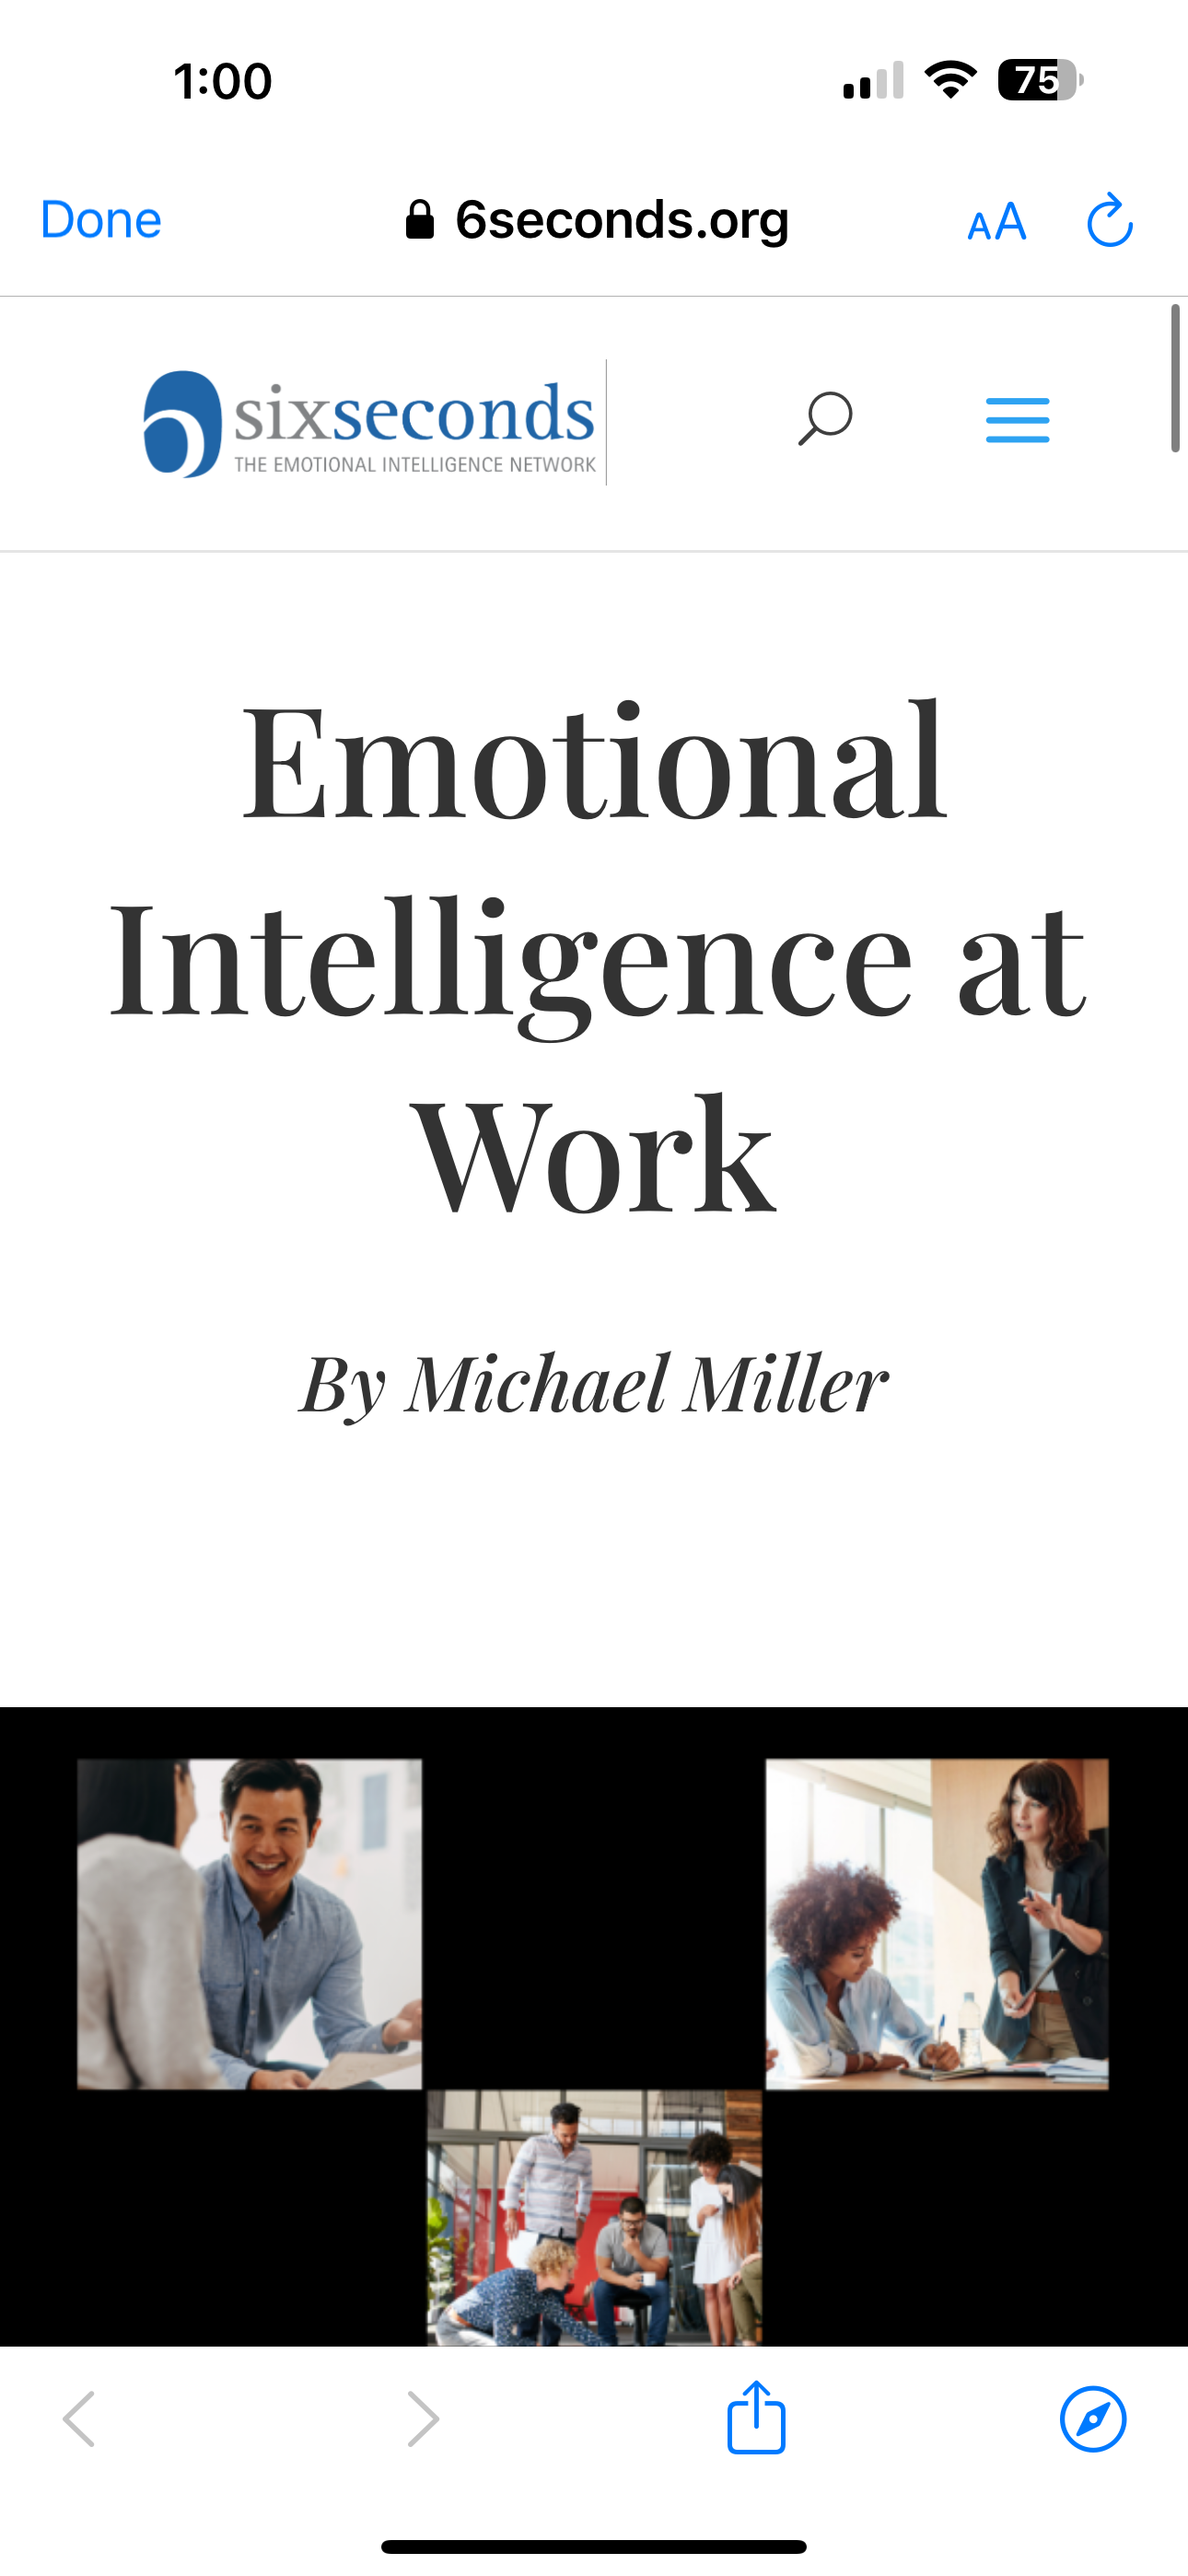 1:00
75
Done
6seconds.org
AA
sixseconds
THE EMOTIONAL INTELLIGENCE NETWORK
Emotional
Intelligence at
Work
By Michael Miller